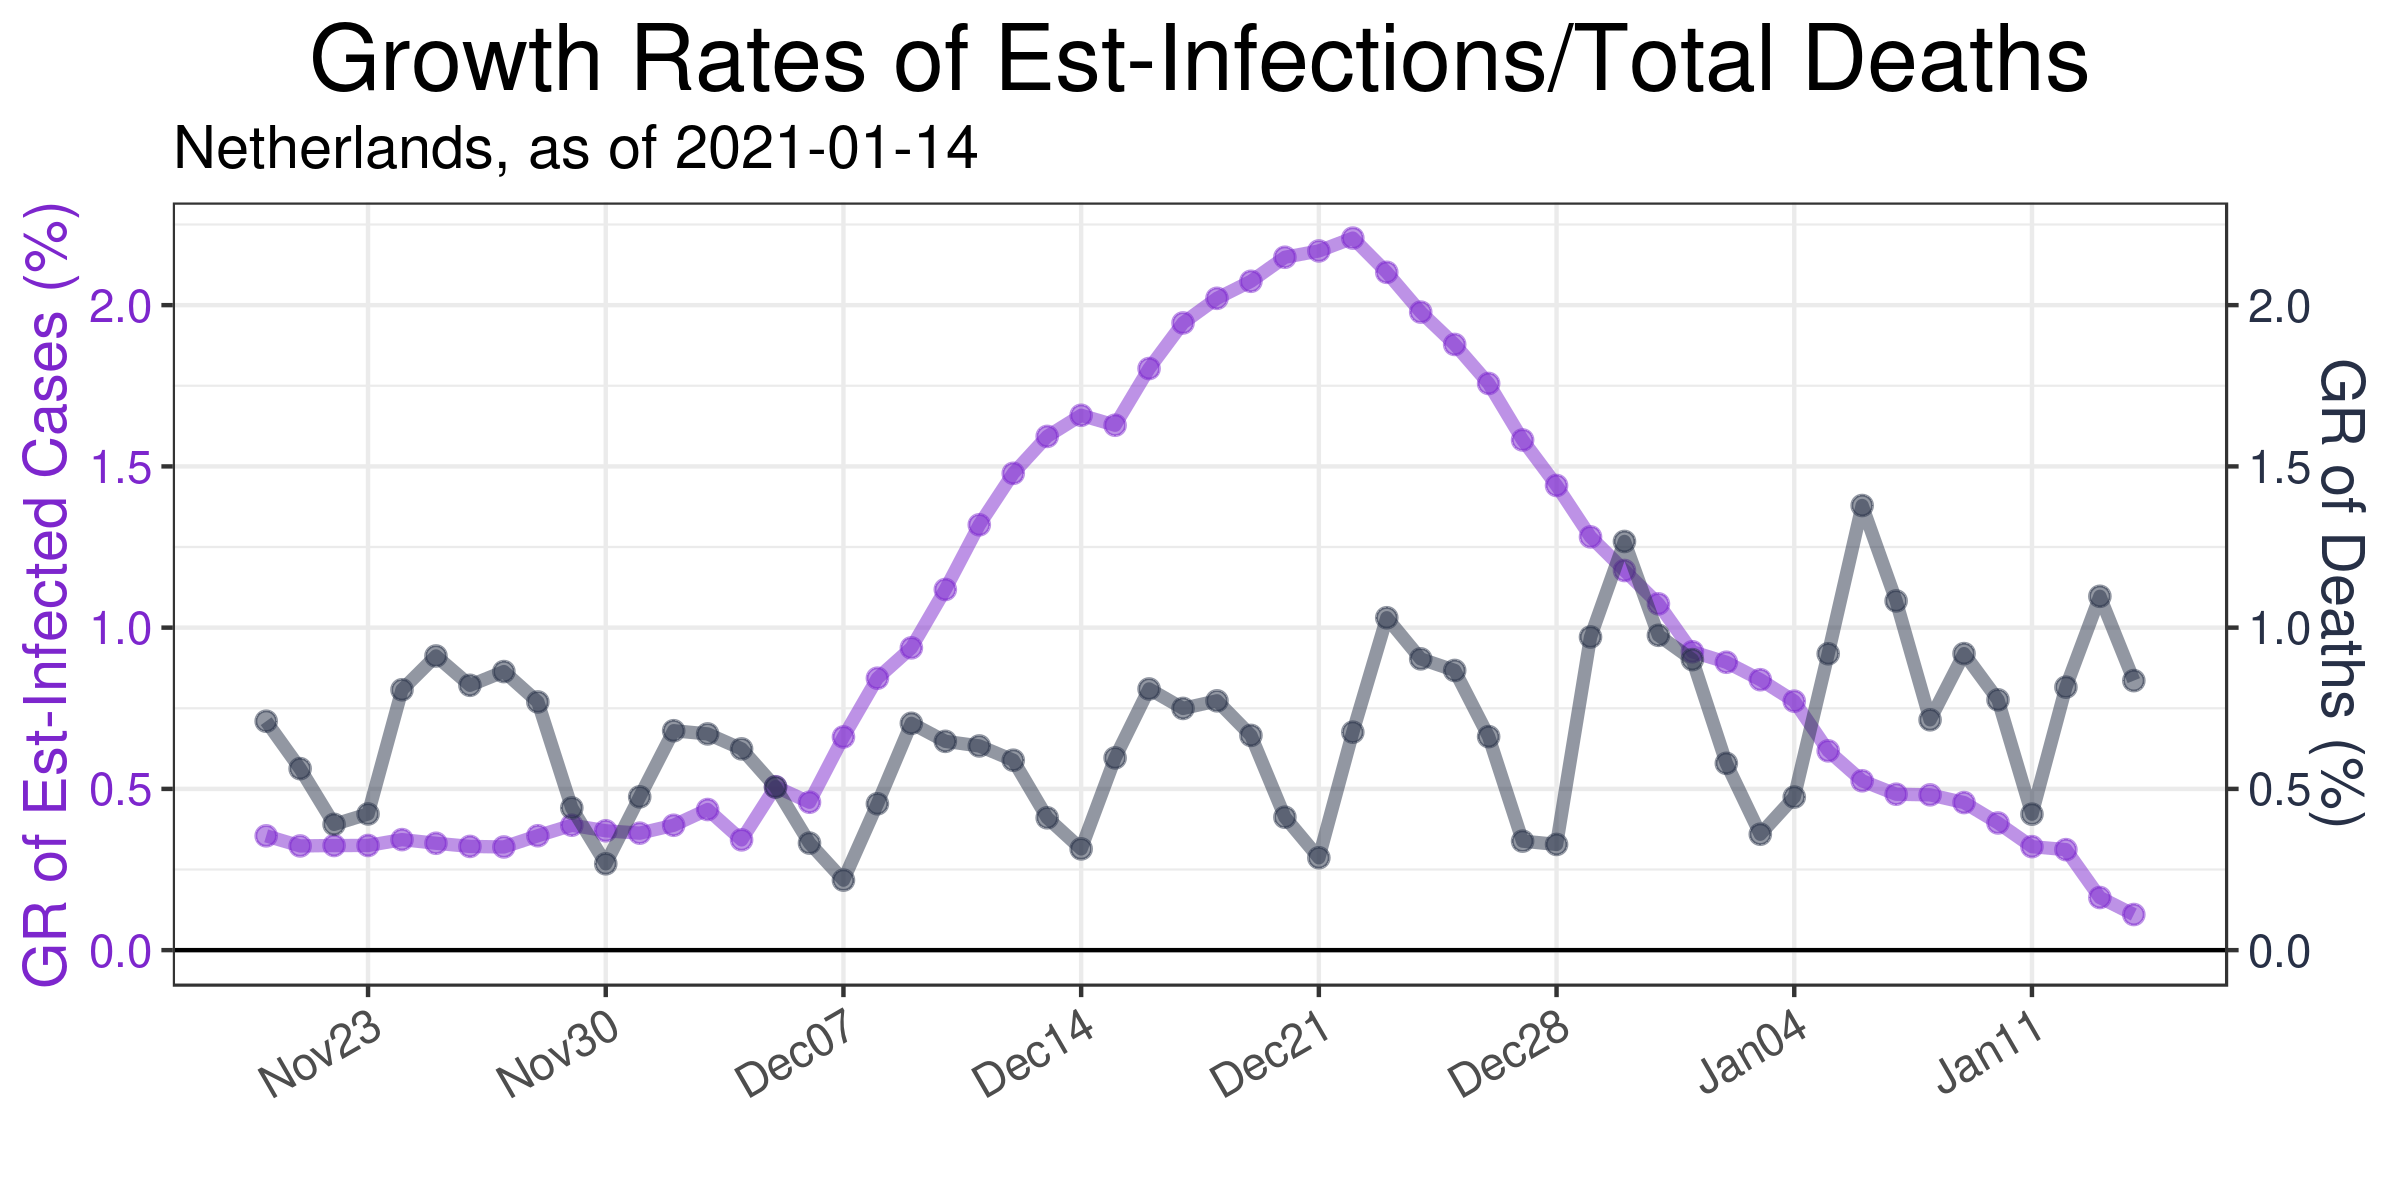 Growth Rates of Est-Infections/Total Deaths
Netherlands, as of 2021-01-14
GR of Est-Infected Cases (%)
2.0
1.5
1.0
0.5
0.0
2.0
1.5
1.0
0.5
0.0
GR of Deaths (%)
Nov23
Nov30
Dec07
Dec14
Dec21
Dec28
Jan04
Jan11